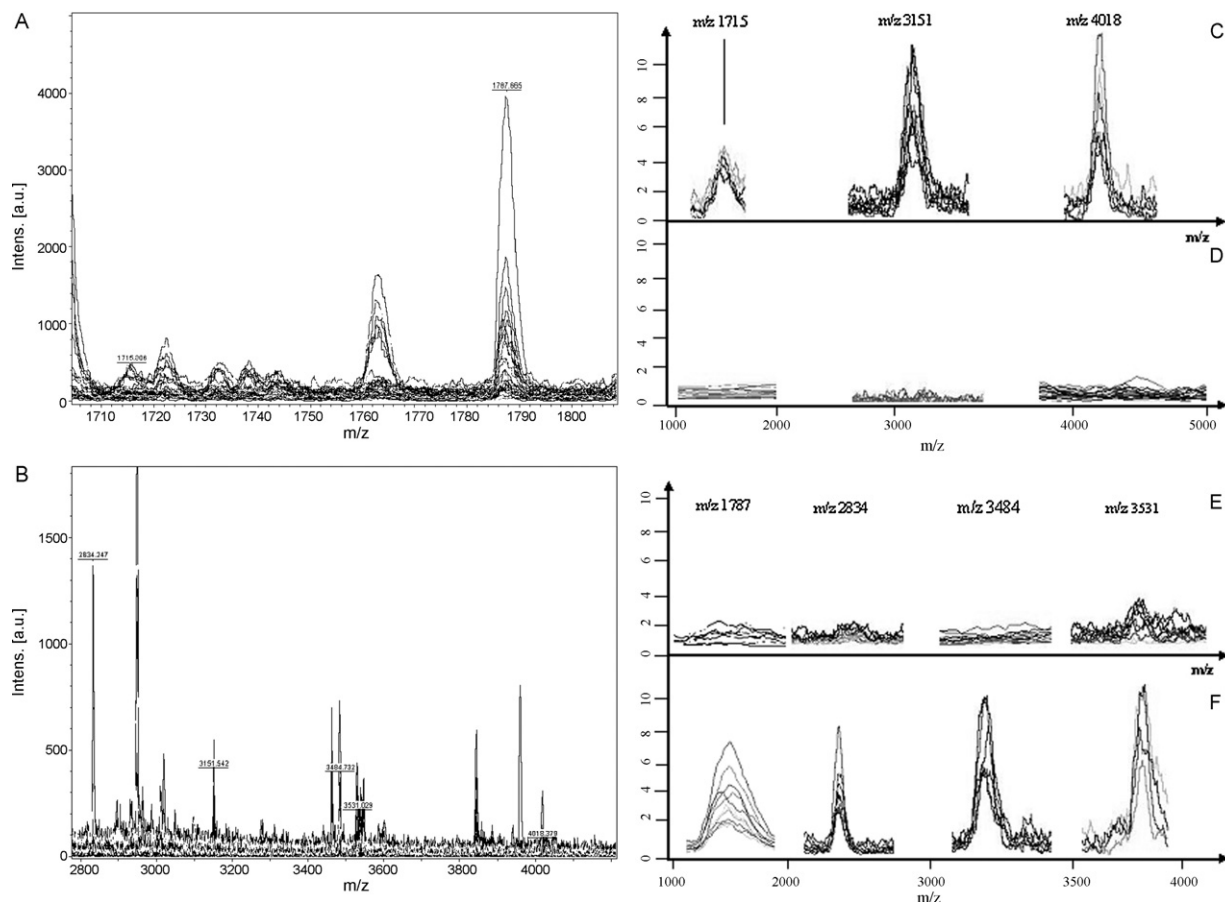 A
Intens. [a.u.]
4000
3000
2000
1000
0
1787.665
1715.008
1710 1720 1730 1740 1750 1760 1770 1780 1790 1800
m/z
B
Intens. [a.u.]
1500
1000
500
0
2834.247
3151.542
3484.722
3531.029
4018.329
2800 3000 3200 3400 3600 3800 4000
m/z
C
m/z 1715 m/z 3151 m/z 4018
10
8
6
4
2
0
m/z
D
10
8
6
4
2
0
1000 2000 3000 4000 5000
m/z
E
m/z 1787 m/z 2834 m/z 3484 m/z 3531
10
8
6
4
2
0
m/z
F
10
8
6
4
2
0
1000 2000 3000 3500 4000
m/z